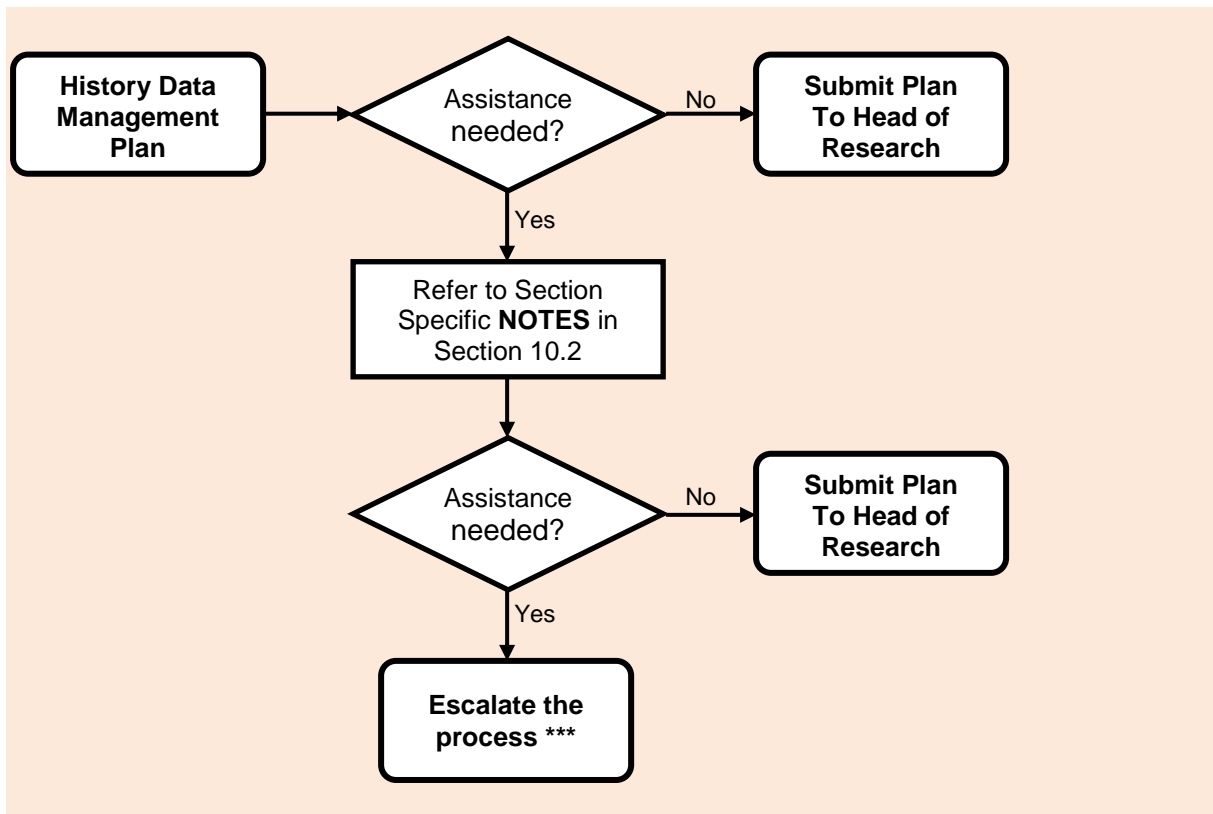 History Data
Management
Plan
Assistance
needed?
No
Submit Plan
To Head of
Research
Yes
Refer to Section
Specific NOTES in
Section 10.2
Assistance
needed?
No
Submit Plan
To Head of
Research
Yes
Escalate the
process ***